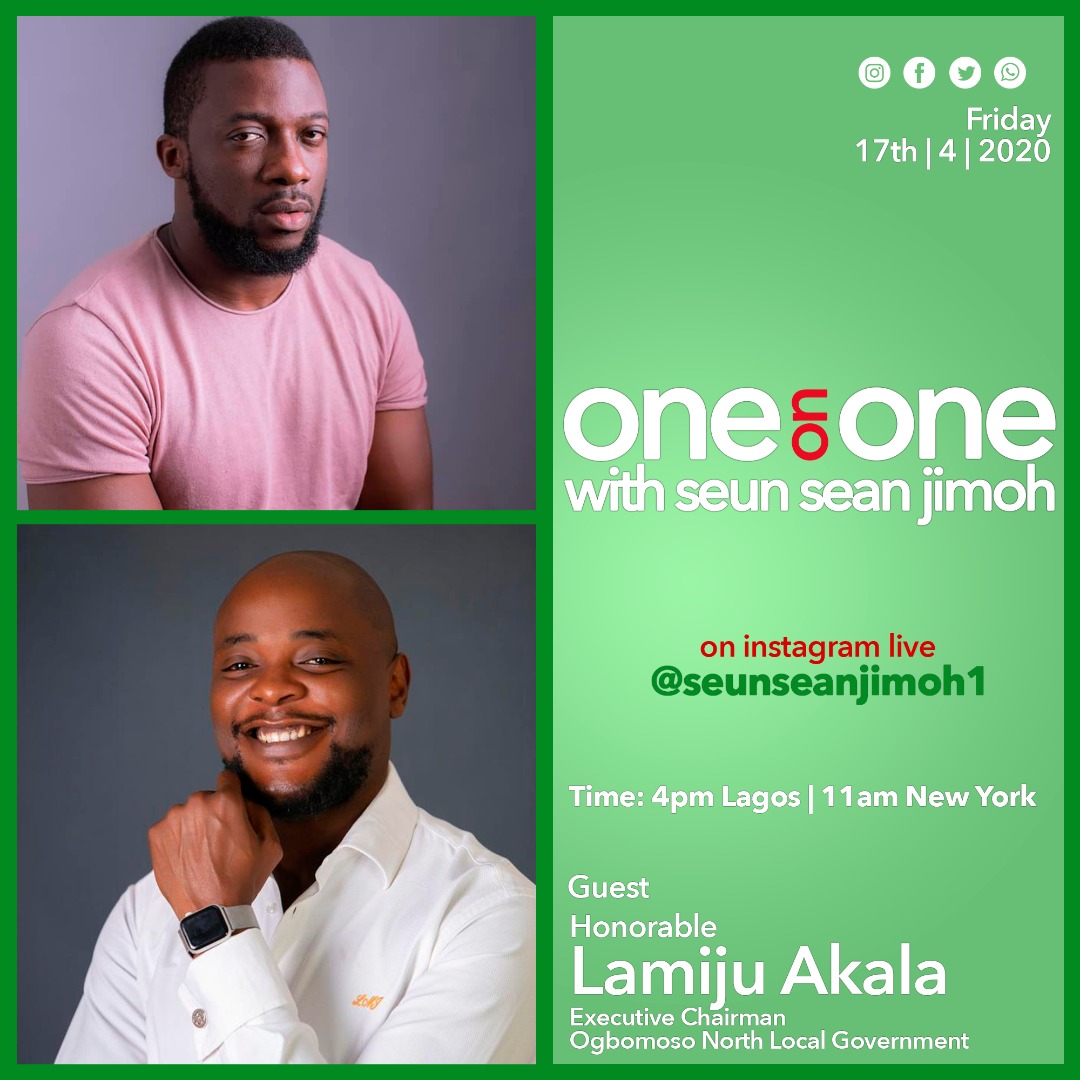 Friday
17th | 4 | 2020
one on one
with seun sean jimoh
on instagram live
@seunseanjimoh1
Time: 4pm Lagos | 11am New York
Guest
Honorable
Lamiju Akala
Executive Chairman
Ogbomoso North Local Government